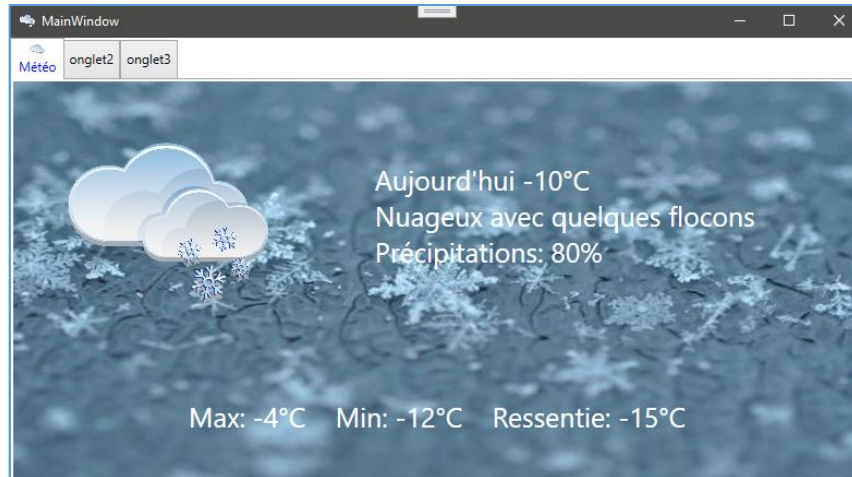 MainWindow
Météo onglet2 onglet3
Aujourd'hui -10°C
Nuageux avec quelques flocons
Précipitations: 80%
Max: -4°C Min: -12°C Ressentie: -15°C